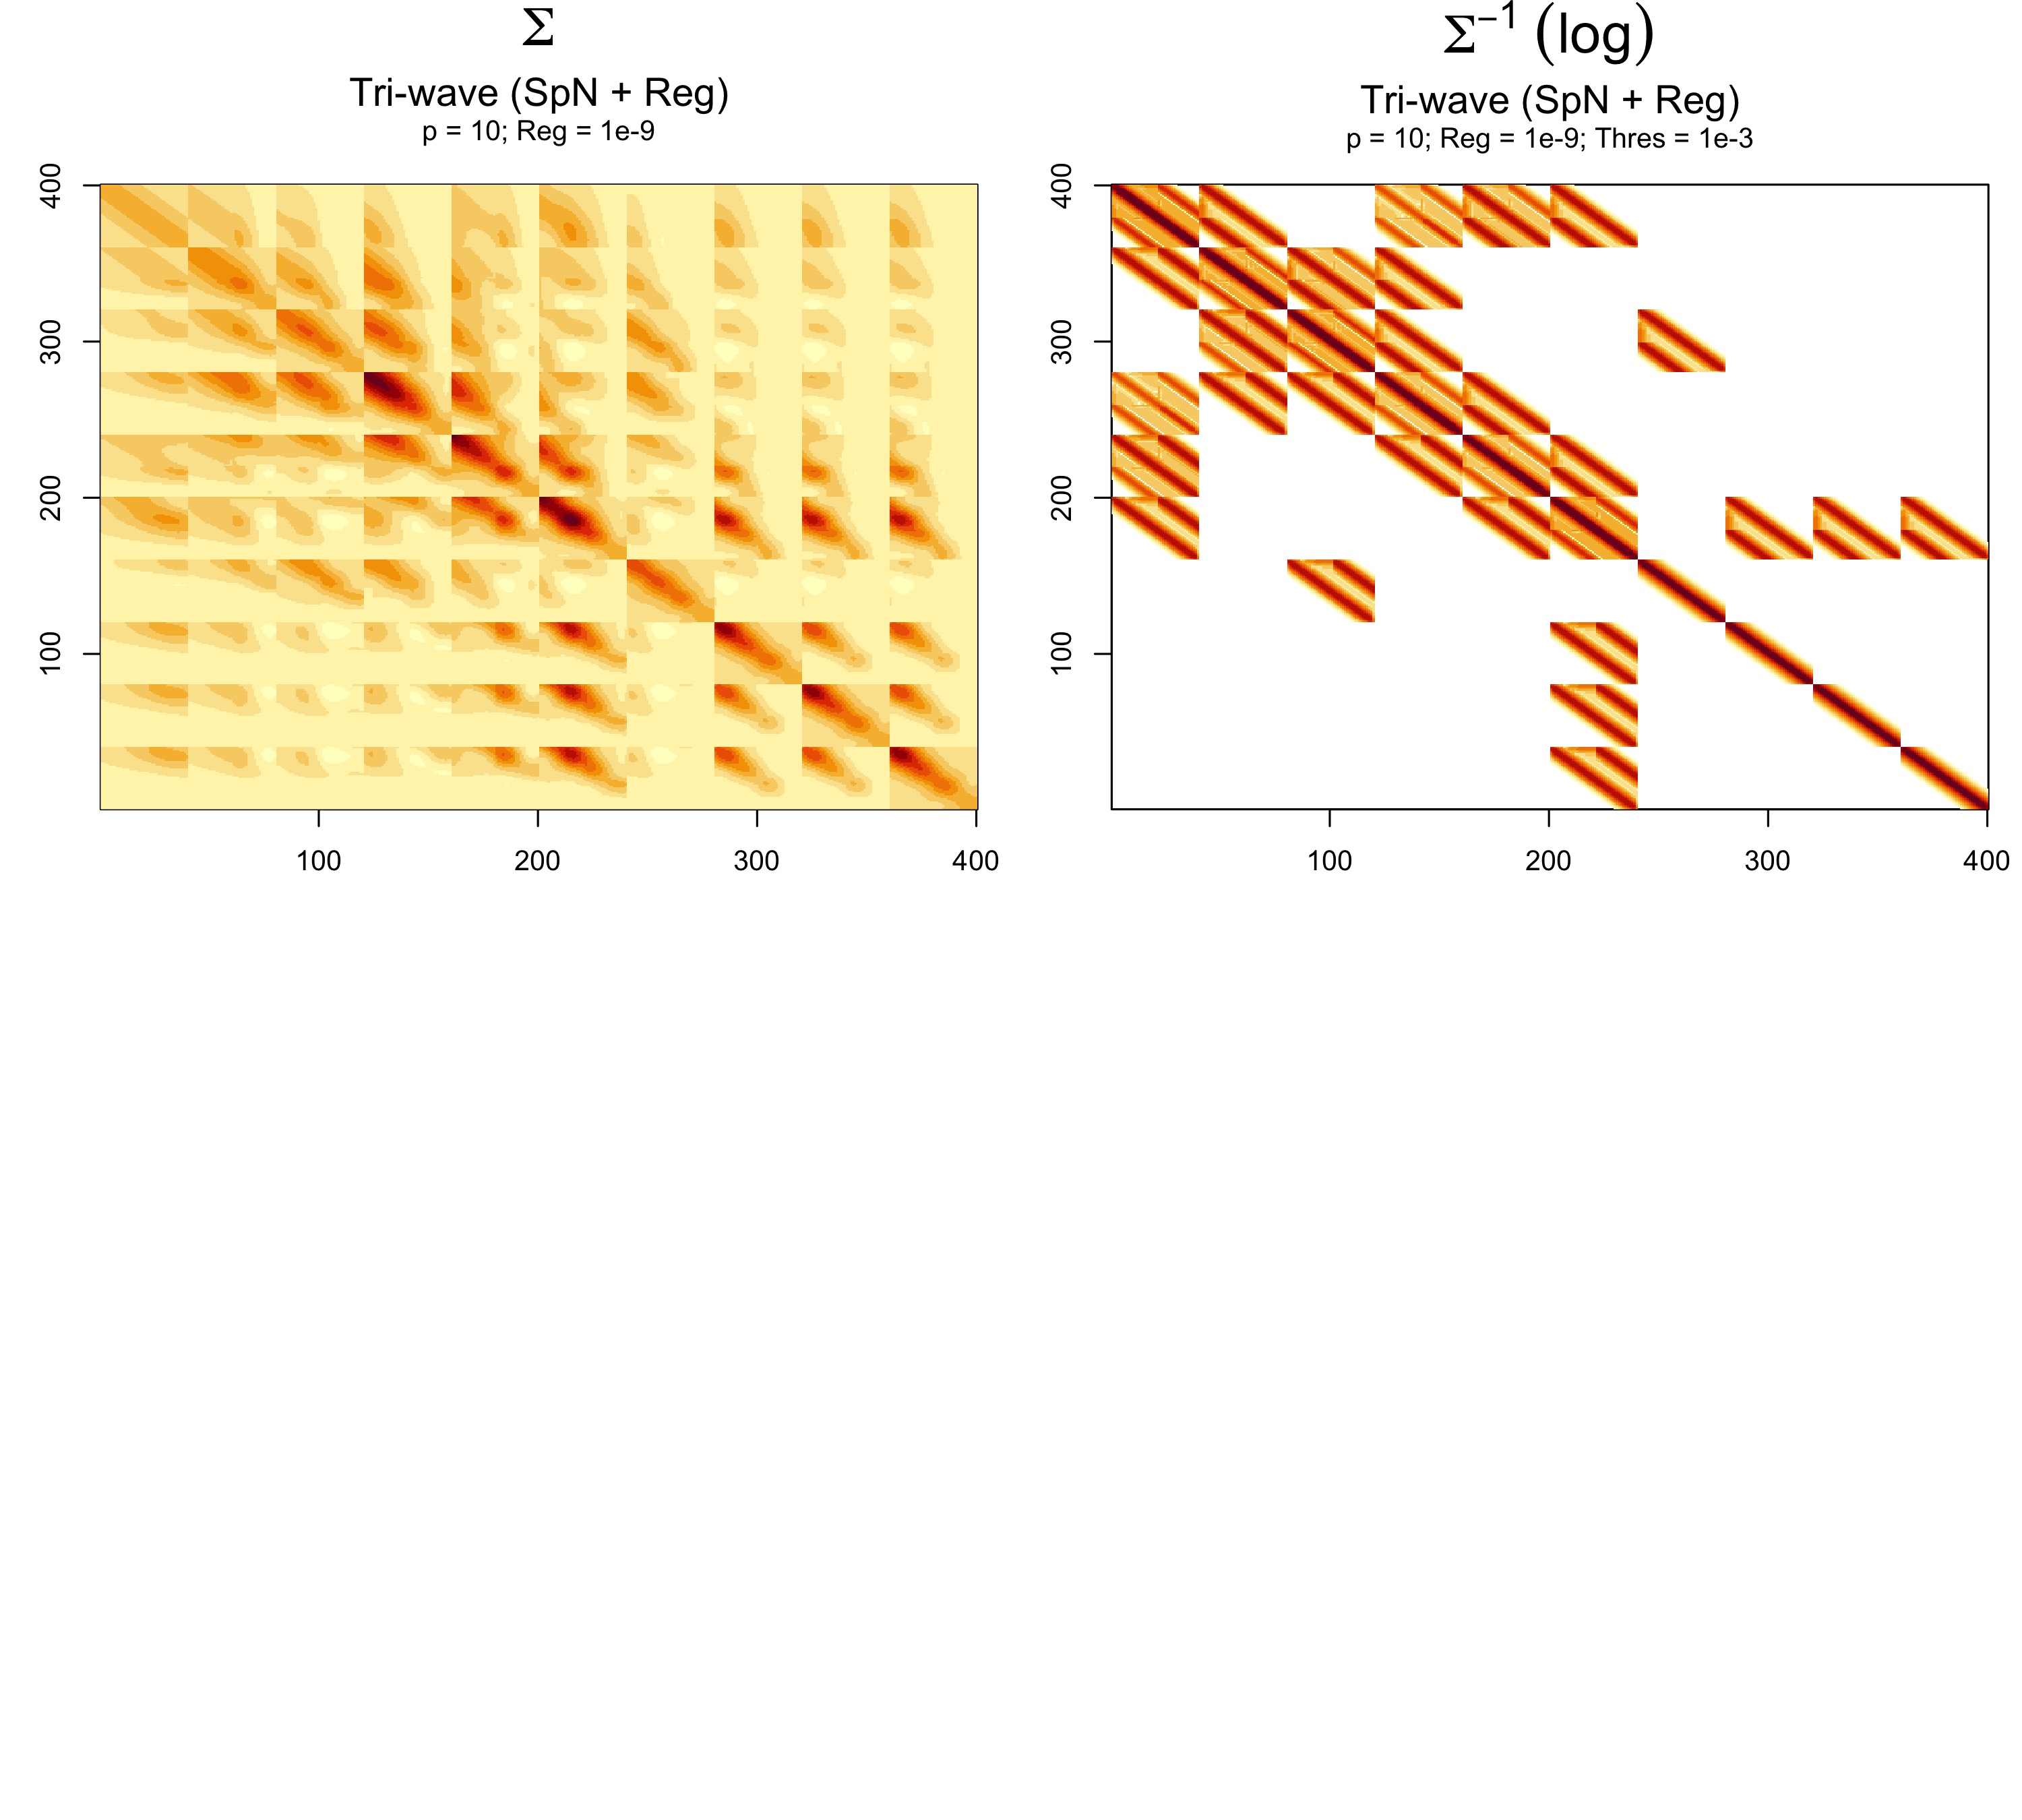 Σ
Tri-wave (SpN + Reg)
p = 10; Reg = 1e-9
400
300
200
100
100 200 300 400
Σ⁻¹ (log)
Tri-wave (SpN + Reg)
p = 10; Reg = 1e-9; Thres = 1e-3
400
300
200
100
100 200 300 400